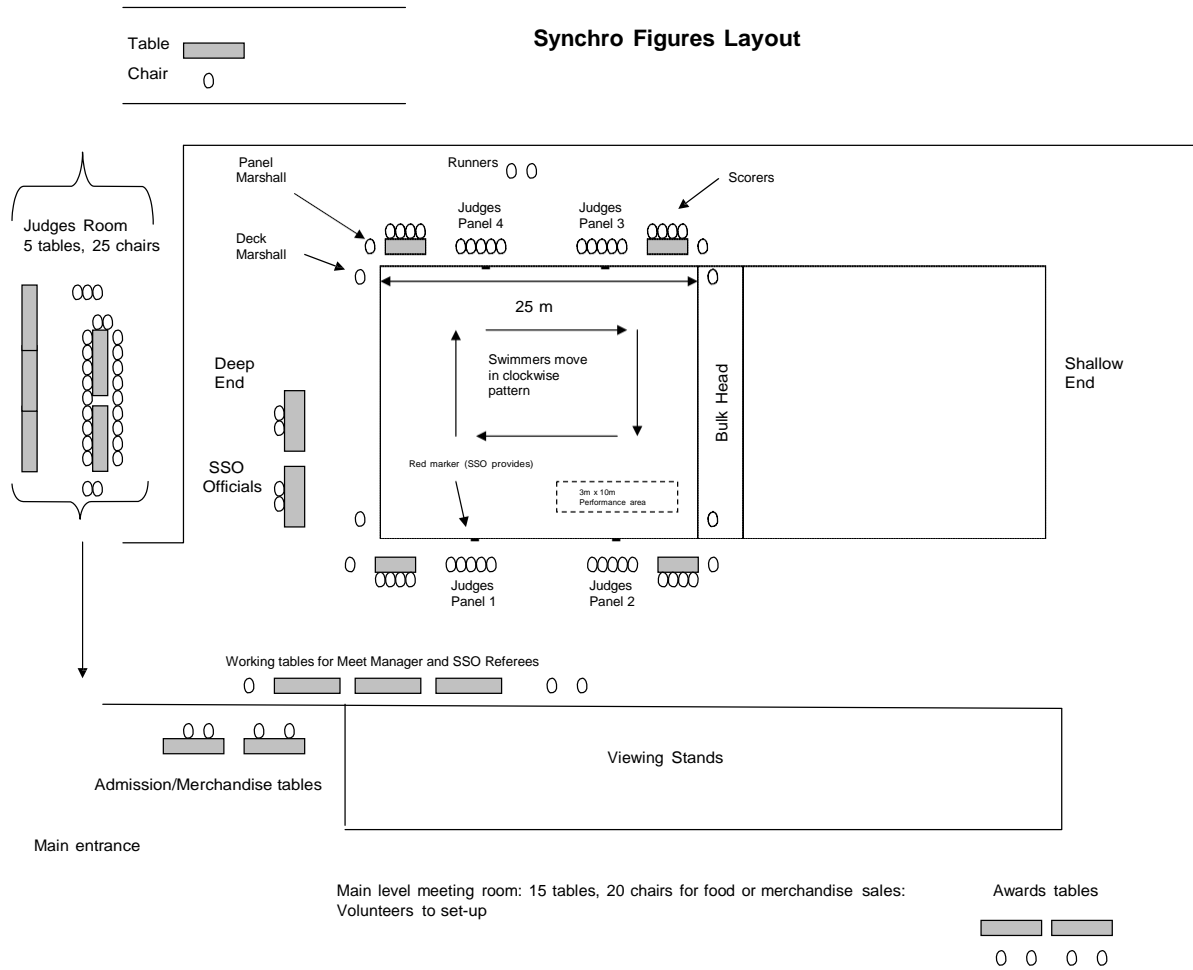 Synchro Figures Layout
Table
Chair
Panel
Marshall
Runners
Scorers
Judges
Panel 4
Judges
Panel 3
Judges Room
5 tables, 25 chairs
Deck
Marshall
25 m
Swimmers move
in clockwise
pattern
Deep
End
Bulk Head
Shallow
End
Red marker (SSO provides)
SSO
Officials
3m x 10m
Performance area
Judges
Panel 1
Judges
Panel 2
Working tables for Meet Manager and SSO Referees
Viewing Stands
Admission/Merchandise tables
Main entrance
Main level meeting room: 15 tables, 20 chairs for food or merchandise sales:
Volunteers to set-up
Awards tables